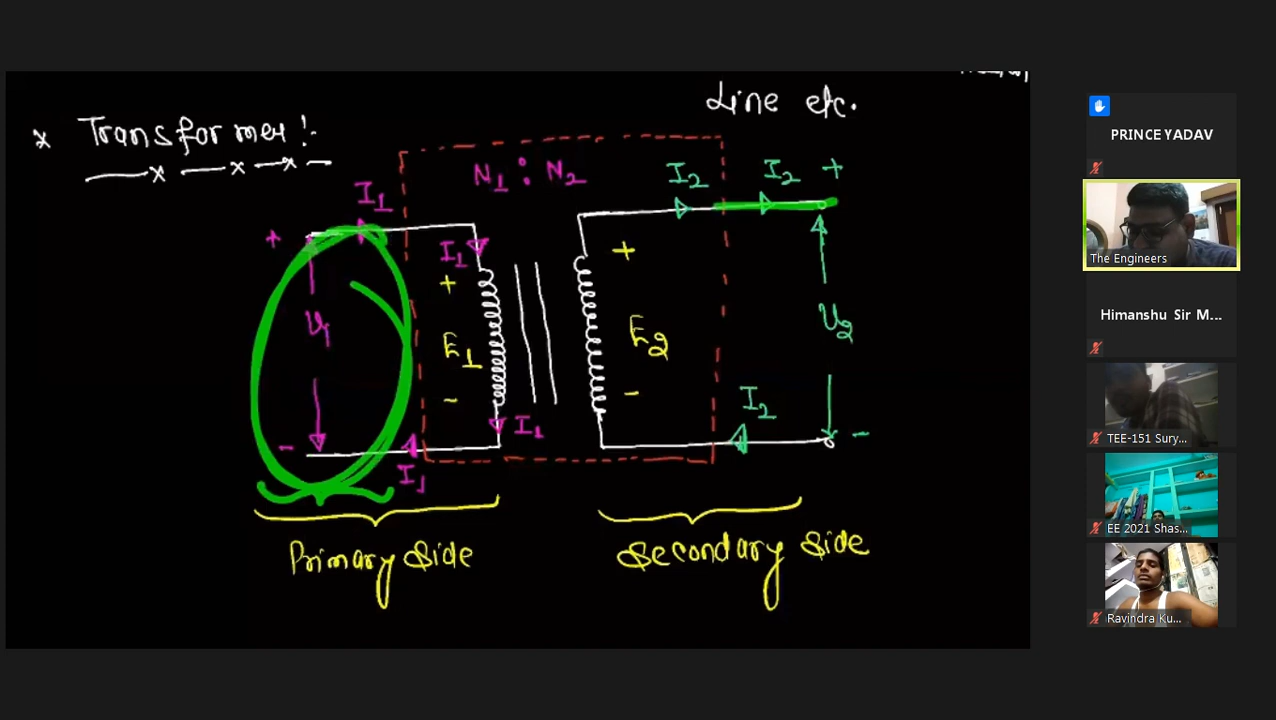 Line etc.
* Transformer :-
N1 : N2
I1
I2
I2
+
+
I1
+
+
V1
E1
E2
V2
-
-
I2
-
-
I1
I1
Primary Side
Secondary Side
PRINCE YADAV
The Engineers
Himanshu Sir M...
TEE-151 Sury...
EE 2021 Shas...
Ravindra Ku...